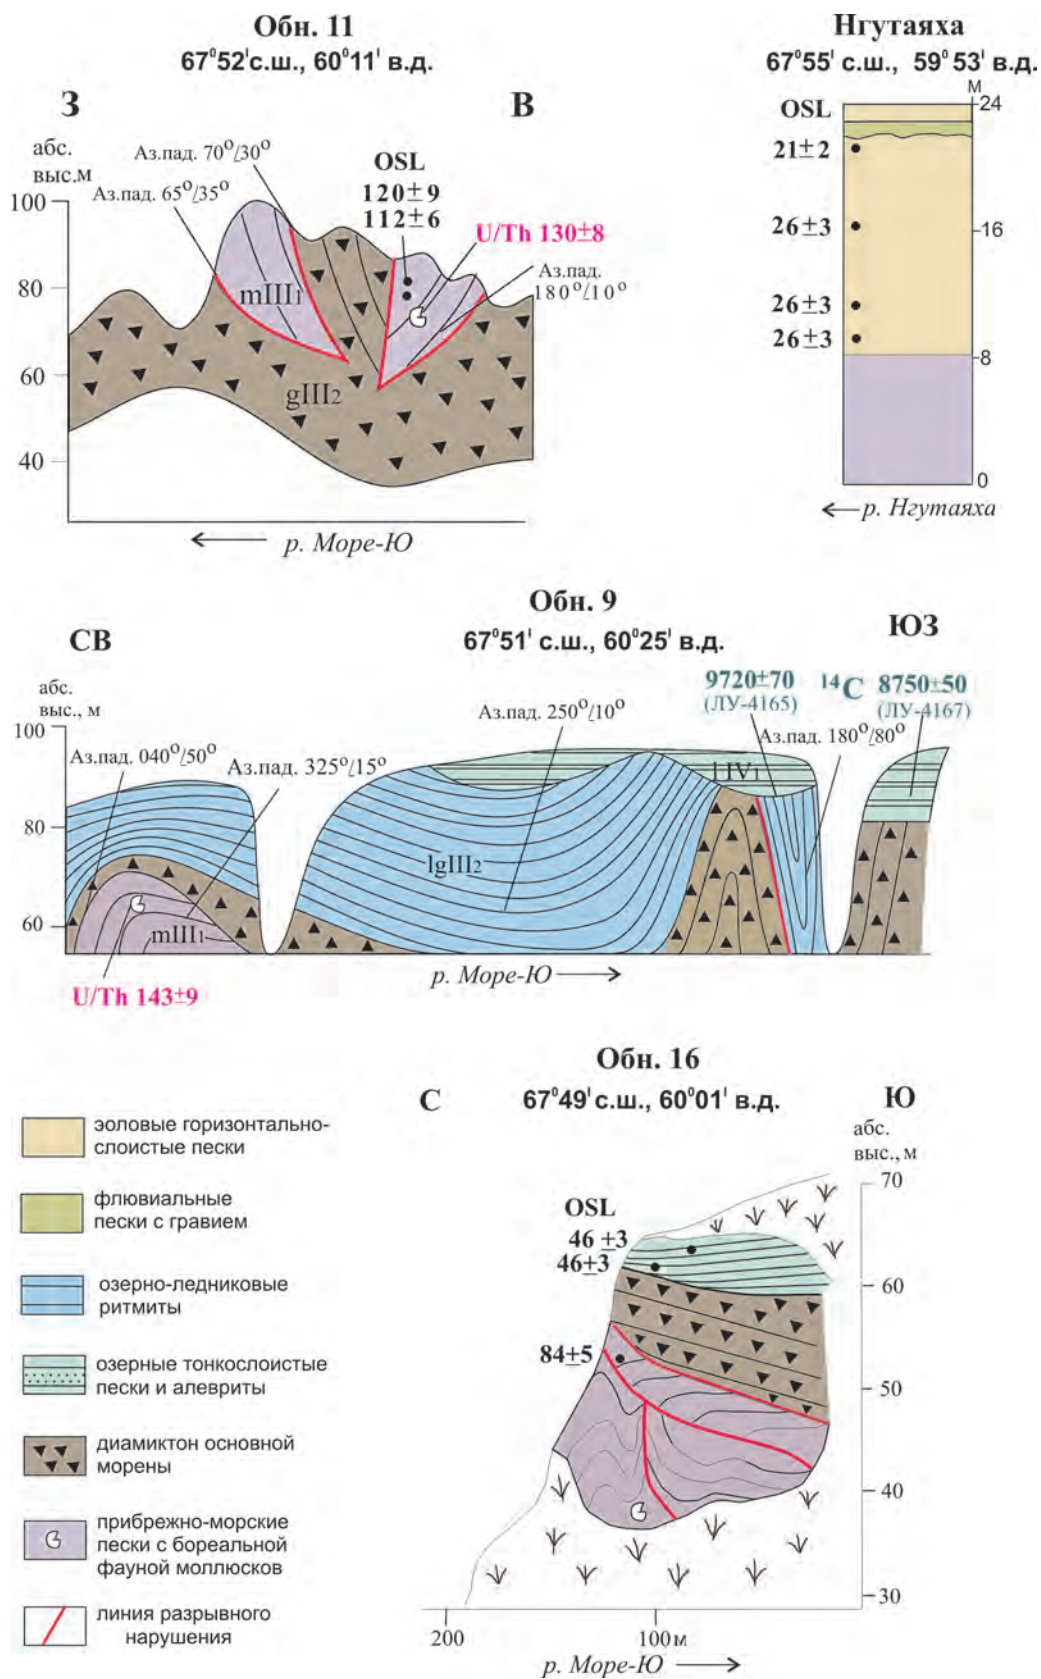 Обн. 11
67°52' с.ш., 60°11' в.д.
З
В
абс.
выс.м
100
80
60
40
Аз.пад. 70°/30°
Аз.пад. 65°/35°
OSL
120±9
112±6
U/Th 130±8
Аз.пад.
180°/10°
mIII1
gIII2
р. Море-Ю
Нгутаяха
67°55' с.ш., 59°53' в.д.
м
OSL
24
21±2
26±3
16
26±3
26±3
8
0
р. Нгутаяха
Обн. 9
67°51' с.ш., 60°25' в.д.
СВ
ЮЗ
абс.
выс., м
100
80
60
Аз.пад. 040°/50°
Аз.пад. 325°/15°
Аз.пад. 250°/10°
9720±70
(ЛУ-4165)
14C
8750±50
(ЛУ-4167)
Аз.пад. 180°/80°
lIV1
lgIII2
mIII1
U/Th 143±9
р. Море-Ю
Обн. 16
67°49' с.ш., 60°01' в.д.
С
Ю
абс.
выс., м
70
60
50
40
30
OSL
46 ±3
46±3
84±5
200
100м
р. Море-Ю
эоловые горизонтально-
слоистые пески
флювиальные
пески с гравием
озерно-ледниковые
ритмиты
озерные тонкослоистые
пески и алевриты
диамиктон основной
морены
прибрежно-морские
пески с бореальной
фауной моллюсков
линия разрывного
нарушения